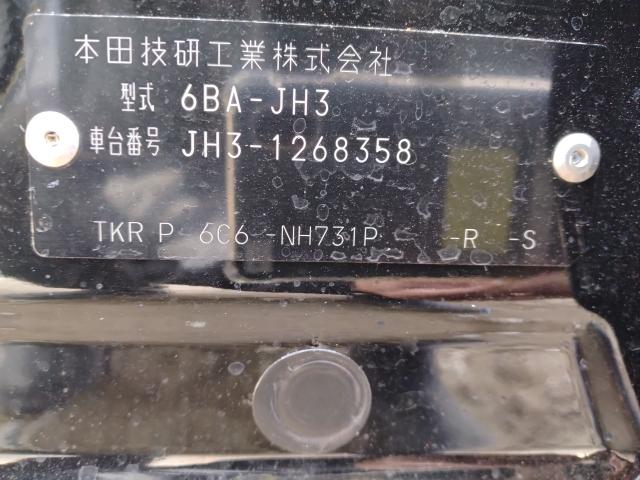 本田技研工業株式会社
型式 6BA-JH3
車台番号 JH3-1268358
TKR P 6C6 -NH731P -R -S